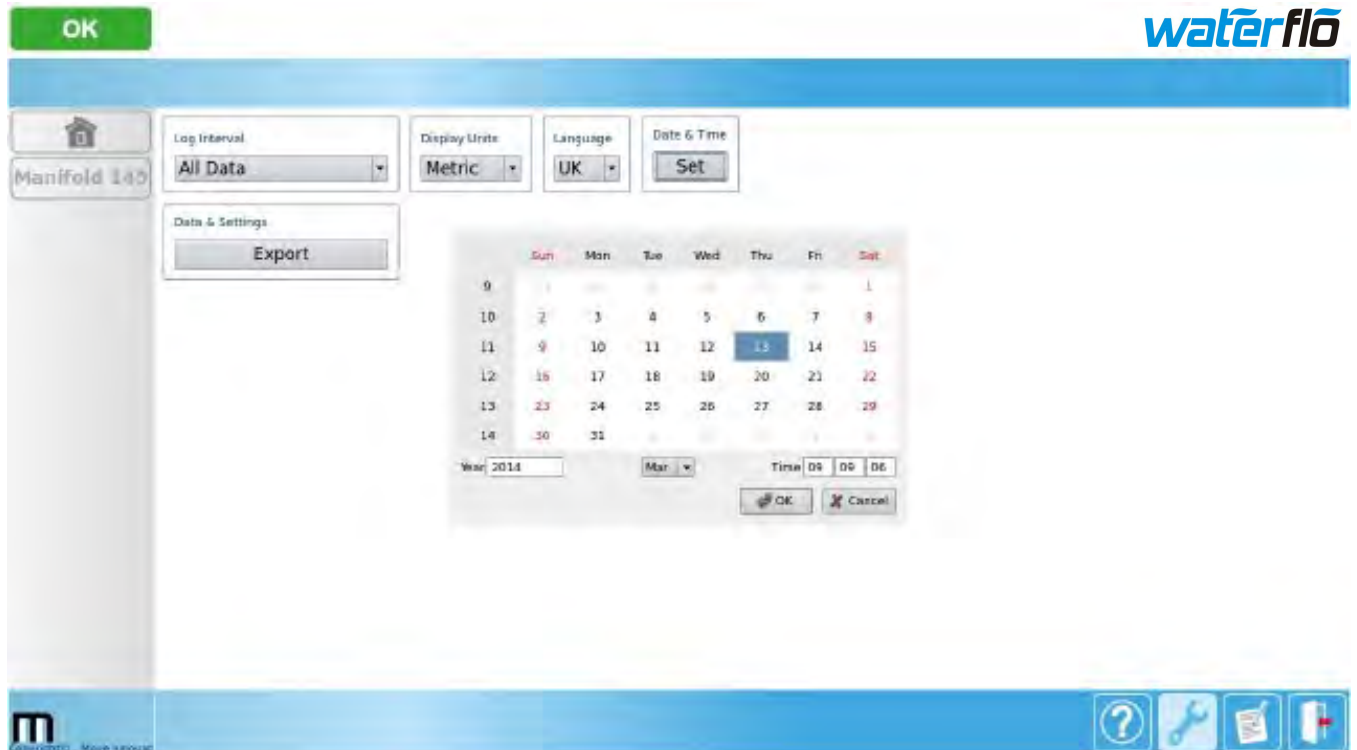 OK
waterflo
Manifold 145
Log Interval
All Data
Display Units
Metric
Language
UK
Date & Time
Set
Data & Settings
Export
Sun Mon Tue Wed Thu Fri Sat
9 1
10 2 3 4 5 6 7 8
11 9 10 11 12 13 14 15
12 16 17 18 19 20 21 22
13 23 24 25 26 27 28 29
14 30 31
Year 2014 Mar Time 09 09 06
OK Cancel
m
?